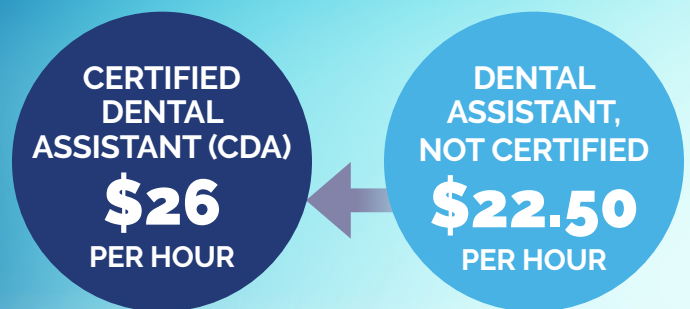 CERTIFIED
DENTAL
ASSISTANT (CDA)
$26
PER HOUR
DENTAL
ASSISTANT,
NOT CERTIFIED
$22.50
PER HOUR